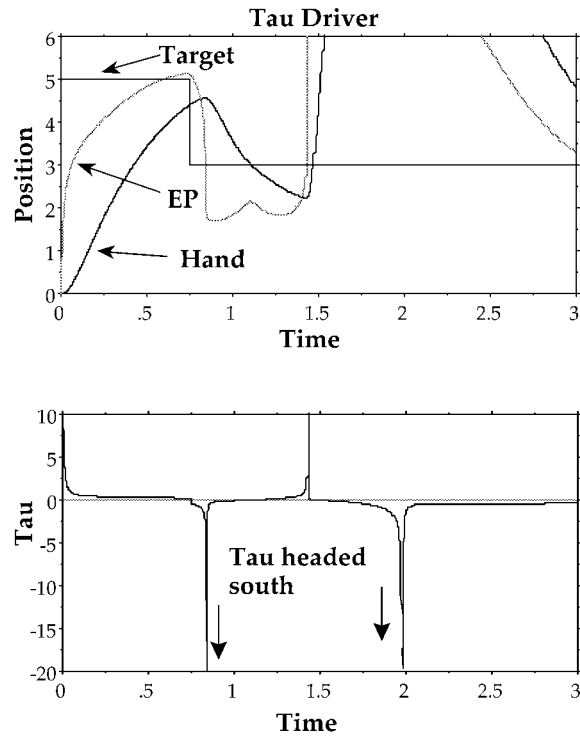 Tau Driver
6
5
4
3
2
1
0
Position
Target
EP
Hand
0 .5 1 1.5 2 2.5 3
Time
10
5
0
-5
-10
-15
-20
Tau
Tau headed
south
0 .5 1 1.5 2 2.5 3
Time